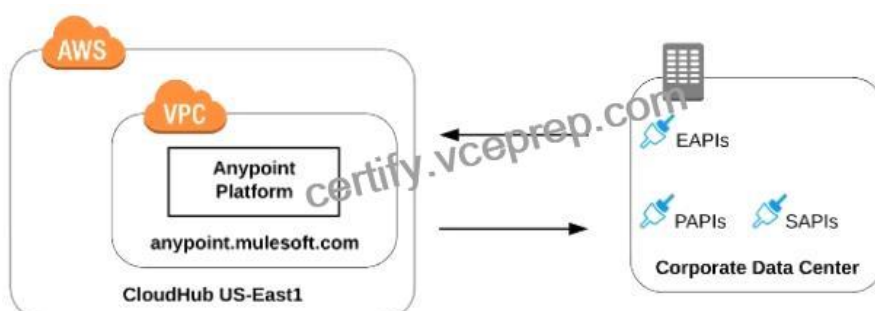 AWS
VPC
Anypoint
Platform
anypoint.mulesoft.com
CloudHub US-East1
certify.vceprep.com
EAPIs
PAPIs
SAPIs
Corporate Data Center